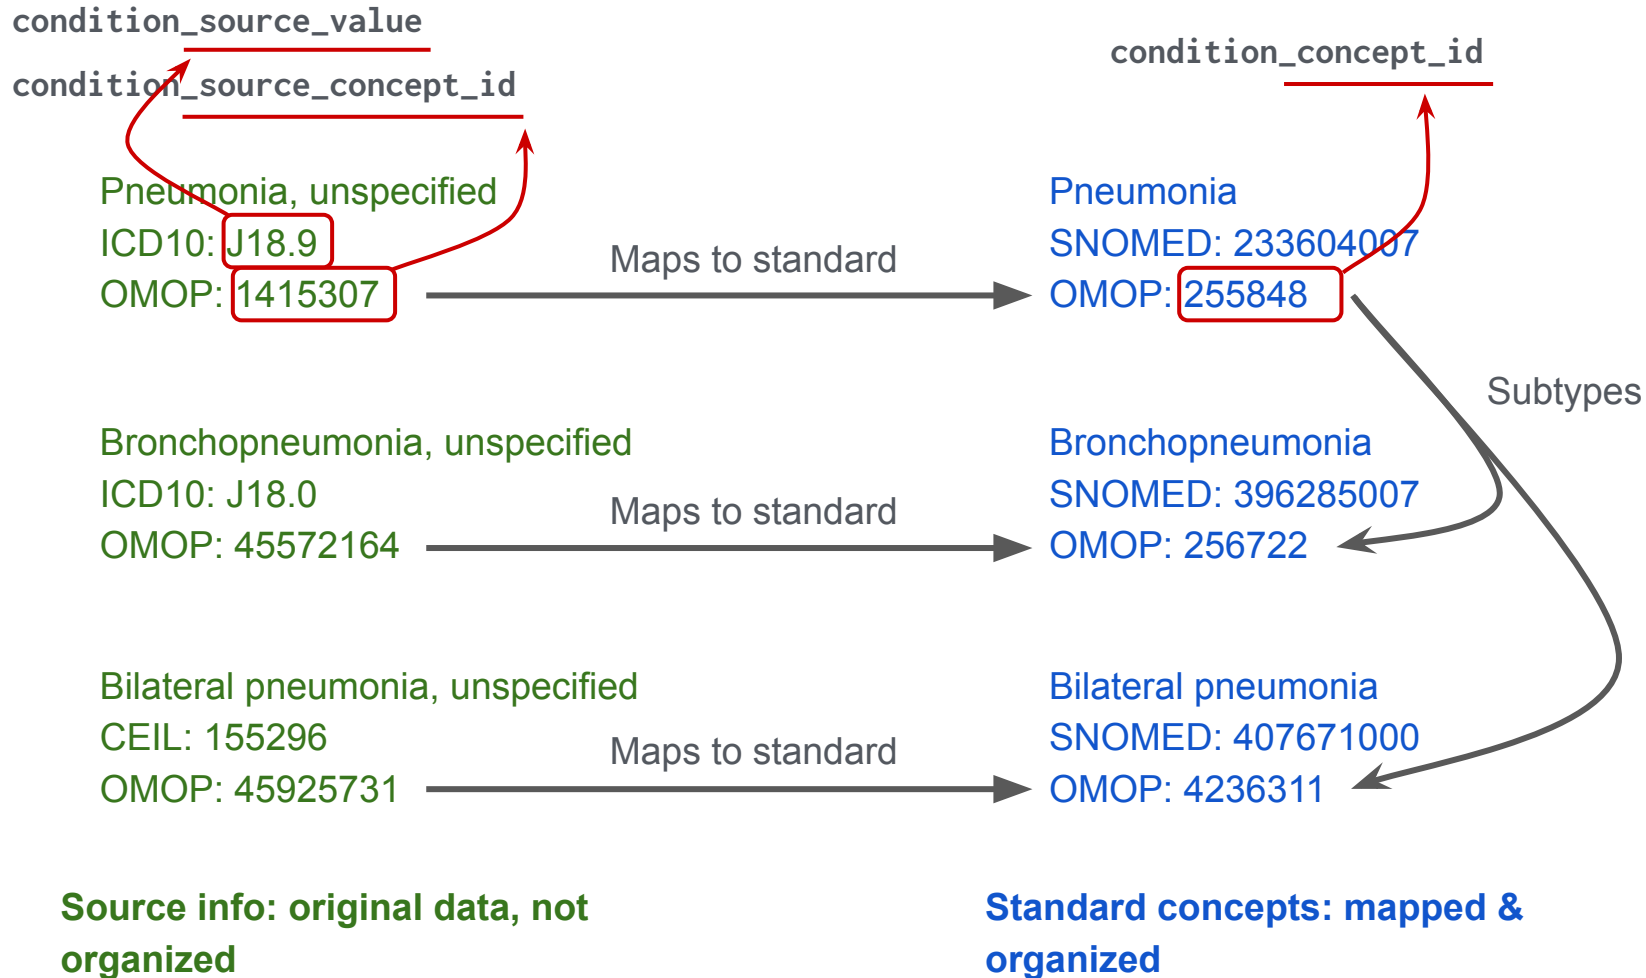 condition_source_value
condition_source_concept_id
condition_concept_id
Pneumonia, unspecified
ICD10: J18.9
OMOP: 1415307
Maps to standard
Pneumonia
SNOMED: 233604007
OMOP: 255848
Subtypes
Bronchopneumonia, unspecified
ICD10: J18.0
OMOP: 45572164
Maps to standard
Bronchopneumonia
SNOMED: 396285007
OMOP: 256722
Bilateral pneumonia, unspecified
CEIL: 155296
OMOP: 45925731
Maps to standard
Bilateral pneumonia
SNOMED: 407671000
OMOP: 4236311
Source info: original data, not
organized
Standard concepts: mapped &
organized